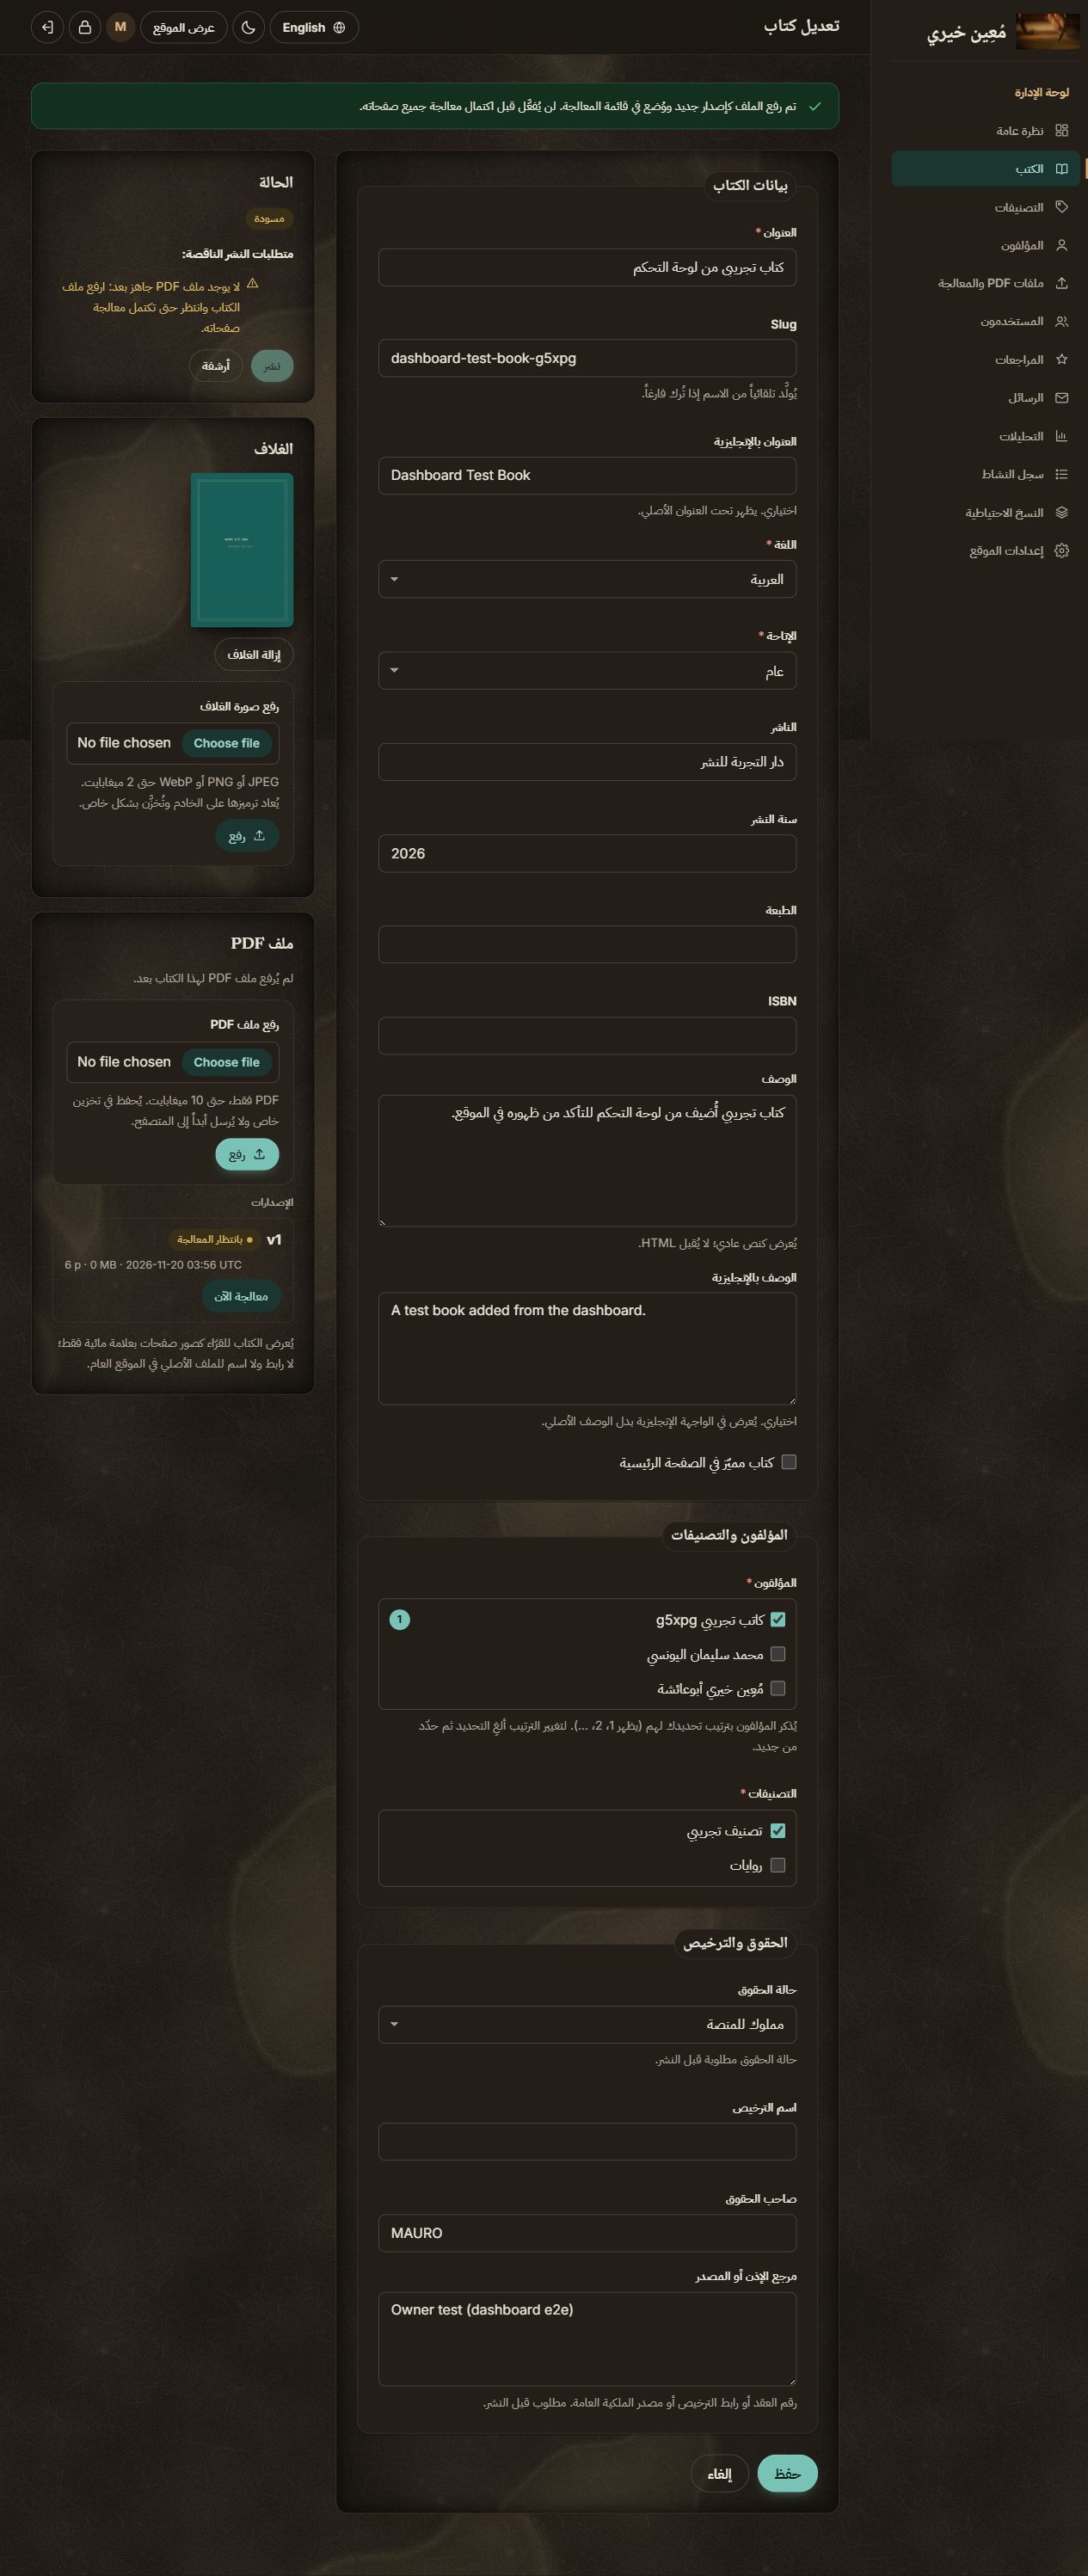 مُعِين خيري
لوحة الإدارة
نظرة عامة
الكتب
التصنيفات
المؤلفون
ملفات PDF والمعالجة
المستخدمون
المراجعات
الرسائل
التحليلات
سجل النشاط
النسخ الاحتياطية
إعدادات الموقع
تعديل كتاب
English
عرض الموقع
M
تم رفع الملف كإصدار جديد ووُضع في قائمة المعالجة. لن يُفعَّل قبل اكتمال معالجة جميع صفحاته.
بيانات الكتاب
العنوان *
كتاب تجريبي من لوحة التحكم
Slug
dashboard-test-book-g5xpg
يُولَّد تلقائياً من الاسم إذا تُرك فارغاً.
العنوان بالإنجليزية
Dashboard Test Book
اختياري. يظهر تحت العنوان الأصلي.
اللغة *
العربية
الإتاحة *
عام
الناشر
دار التجربة للنشر
سنة النشر
2026
الطبعة
ISBN
الوصف
كتاب تجريبي أُضيف من لوحة التحكم للتأكد من ظهوره في الموقع.
يُعرض كنص عادي؛ لا يُقبل HTML.
الوصف بالإنجليزية
A test book added from the dashboard.
اختياري. يُعرض في الواجهة الإنجليزية بدل الوصف الأصلي.
كتاب مميّز في الصفحة الرئيسية
المؤلفون والتصنيفات
المؤلفون *
كاتب تجريبي g5xpg
1
محمد سليمان اليونسي
مُعِين خيري أبوعائشة
يُذكر المؤلفون بترتيب تحديدك لهم (يظهر 1، 2، …). لتغيير الترتيب ألغِ التحديد ثم حدّد
من جديد.
التصنيفات *
تصنيف تجريبي
روايات
الحقوق والترخيص
حالة الحقوق
مملوك للمنصة
حالة الحقوق مطلوبة قبل النشر.
اسم الترخيص
صاحب الحقوق
MAURO
مرجع الإذن أو المصدر
Owner test (dashboard e2e)
رقم العقد أو رابط الترخيص أو مصدر الملكية العامة. مطلوب قبل النشر.
حفظ
إلغاء
الحالة
مسودة
متطلبات النشر الناقصة:
لا يوجد ملف PDF جاهز بعد: ارفع ملف
الكتاب وانتظر حتى تكتمل معالجة
صفحاته.
نشر
أرشفة
الغلاف
إزالة الغلاف
رفع صورة الغلاف
Choose file
No file chosen
JPEG أو PNG أو WebP حتى 2 ميغابايت.
يُعاد ترميزها على الخادم وتُخزَّن بشكل خاص.
رفع
ملف PDF
لم يُرفع ملف PDF لهذا الكتاب بعد.
رفع ملف PDF
Choose file
No file chosen
PDF فقط، حتى 10 ميغابايت. يُحفظ في تخزين
خاص ولا يُرسل أبداً إلى المتصفح.
رفع
الإصدارات
v1
بانتظار المعالجة
6 p · 0 MB · 2026-11-20 03:56 UTC
معالجة الآن
يُعرض الكتاب للقرّاء كصور صفحات بعلامة مائية فقط؛
لا رابط ولا اسم للملف الأصلي في الموقع العام.